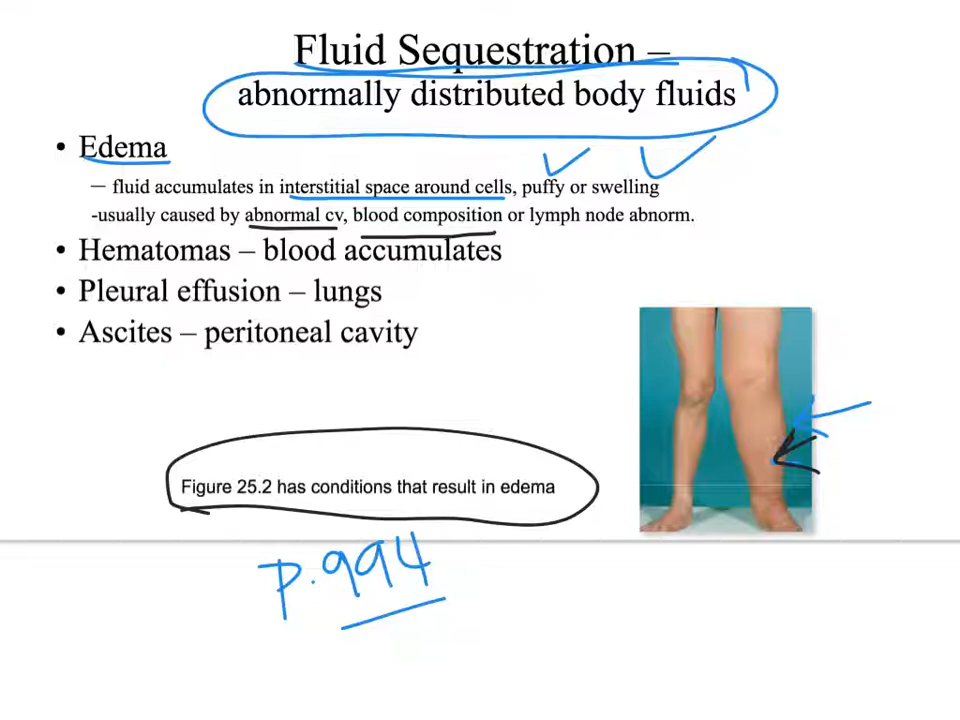 Fluid Sequestration –
abnormally distributed body fluids
• Edema
– fluid accumulates in interstitial space around cells, puffy or swelling
-usually caused by abnormal cv, blood composition or lymph node abnorm.
• Hematomas – blood accumulates
• Pleural effusion – lungs
• Ascites – peritoneal cavity
Figure 25.2 has conditions that result in edema
p.994